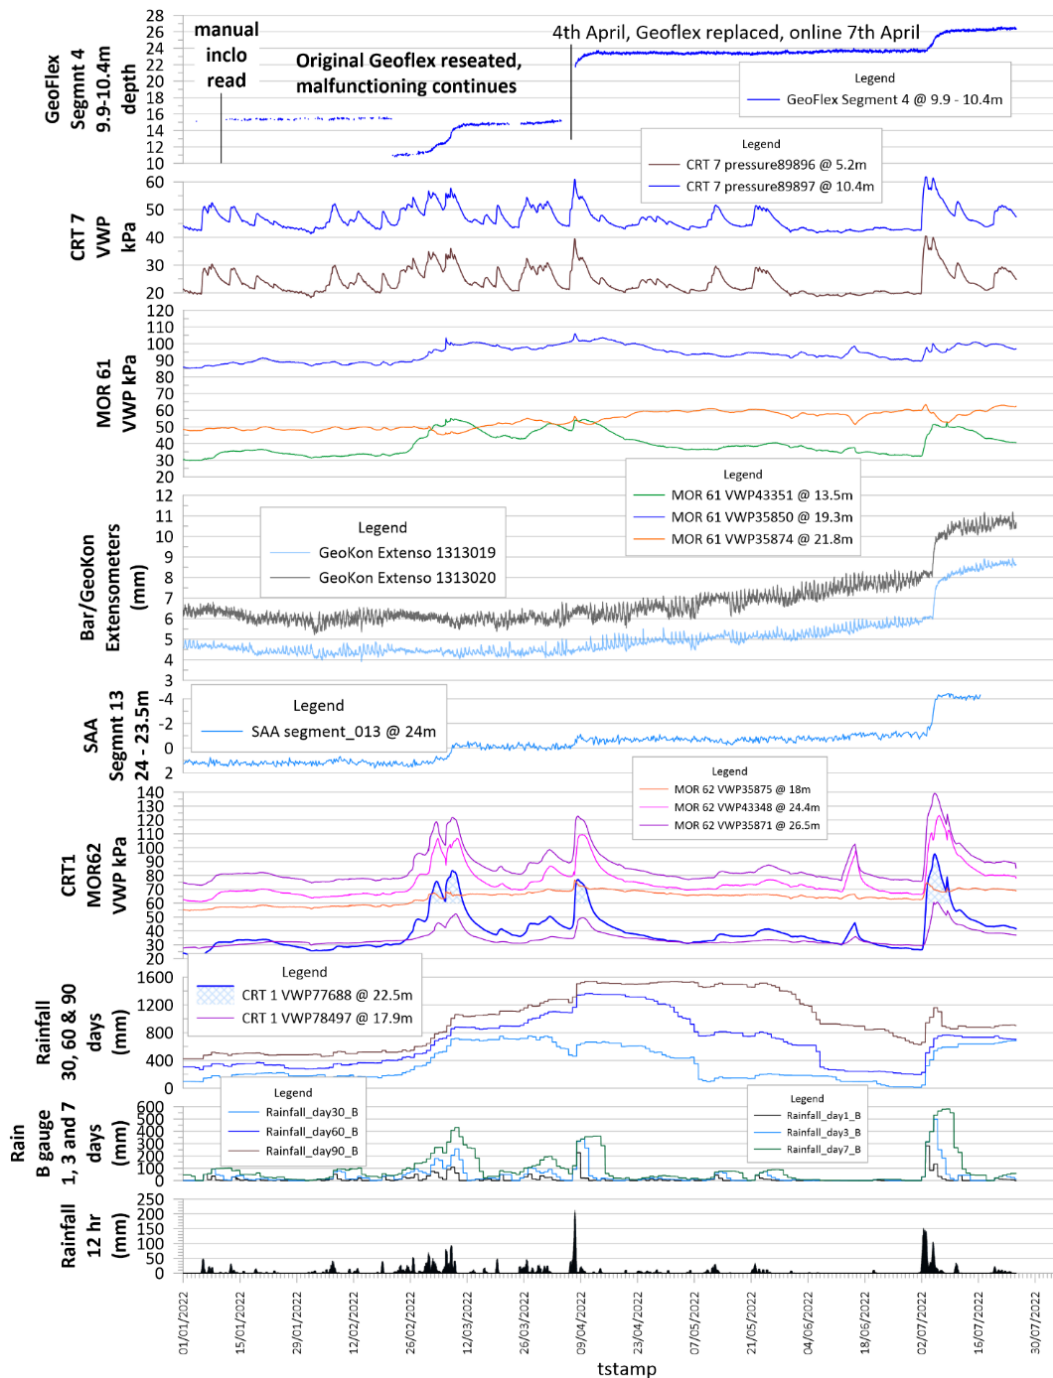 GeoFlex
Segmnt 4
9.9-10.4m
depth
28
26
24
22
20
18
16
14
12
10
manual
inclo
read
Original Geoflex reseated,
malfunctioning continues
4th April, Geoflex replaced, online 7th April
Legend
GeoFlex Segment 4 @ 9.9 - 10.4m
CRT 7
VWP
kPa
60
50
40
30
20
Legend
CRT 7 pressure89896 @ 5.2m
CRT 7 pressure89897 @ 10.4m
MOR 61
VWP kPa
120
110
100
90
80
70
60
50
40
30
20
Legend
MOR 61 VWP43351 @ 13.5m
MOR 61 VWP35850 @ 19.3m
MOR 61 VWP35874 @ 21.8m
Bar/GeoKon
Extensometers
(mm)
12
11
10
9
8
7
6
5
4
3
Legend
GeoKon Extenso 1313019
GeoKon Extenso 1313020
SAA
Segmnt 13
24 - 23.5m
-4
-2
0
2
Legend
SAA segment_013 @ 24m
CRT1
MOR62
VWP kPa
140
130
120
110
100
90
80
70
60
50
40
30
20
Legend
MOR 62 VWP35875 @ 18m
MOR 62 VWP43348 @ 24.4m
MOR 62 VWP35871 @ 26.5m
Legend
CRT 1 VWP77688 @ 22.5m
CRT 1 VWP78497 @ 17.9m
Rainfall
30, 60 & 90
days
(mm)
1600
1200
800
400
0
Legend
Rainfall_day30_B
Rainfall_day60_B
Rainfall_day90_B
Rain
B gauge
1, 3 and 7
days
(mm)
600
500
400
300
200
100
0
Legend
Rainfall_day1_B
Rainfall_day3_B
Rainfall_day7_B
Rainfall
12 hr
(mm)
250
200
150
100
50
0
01/01/2022
15/01/2022
29/01/2022
12/02/2022
26/02/2022
12/03/2022
26/03/2022
09/04/2022
23/04/2022
07/05/2022
21/05/2022
04/06/2022
18/06/2022
02/07/2022
16/07/2022
30/07/2022
tstamp